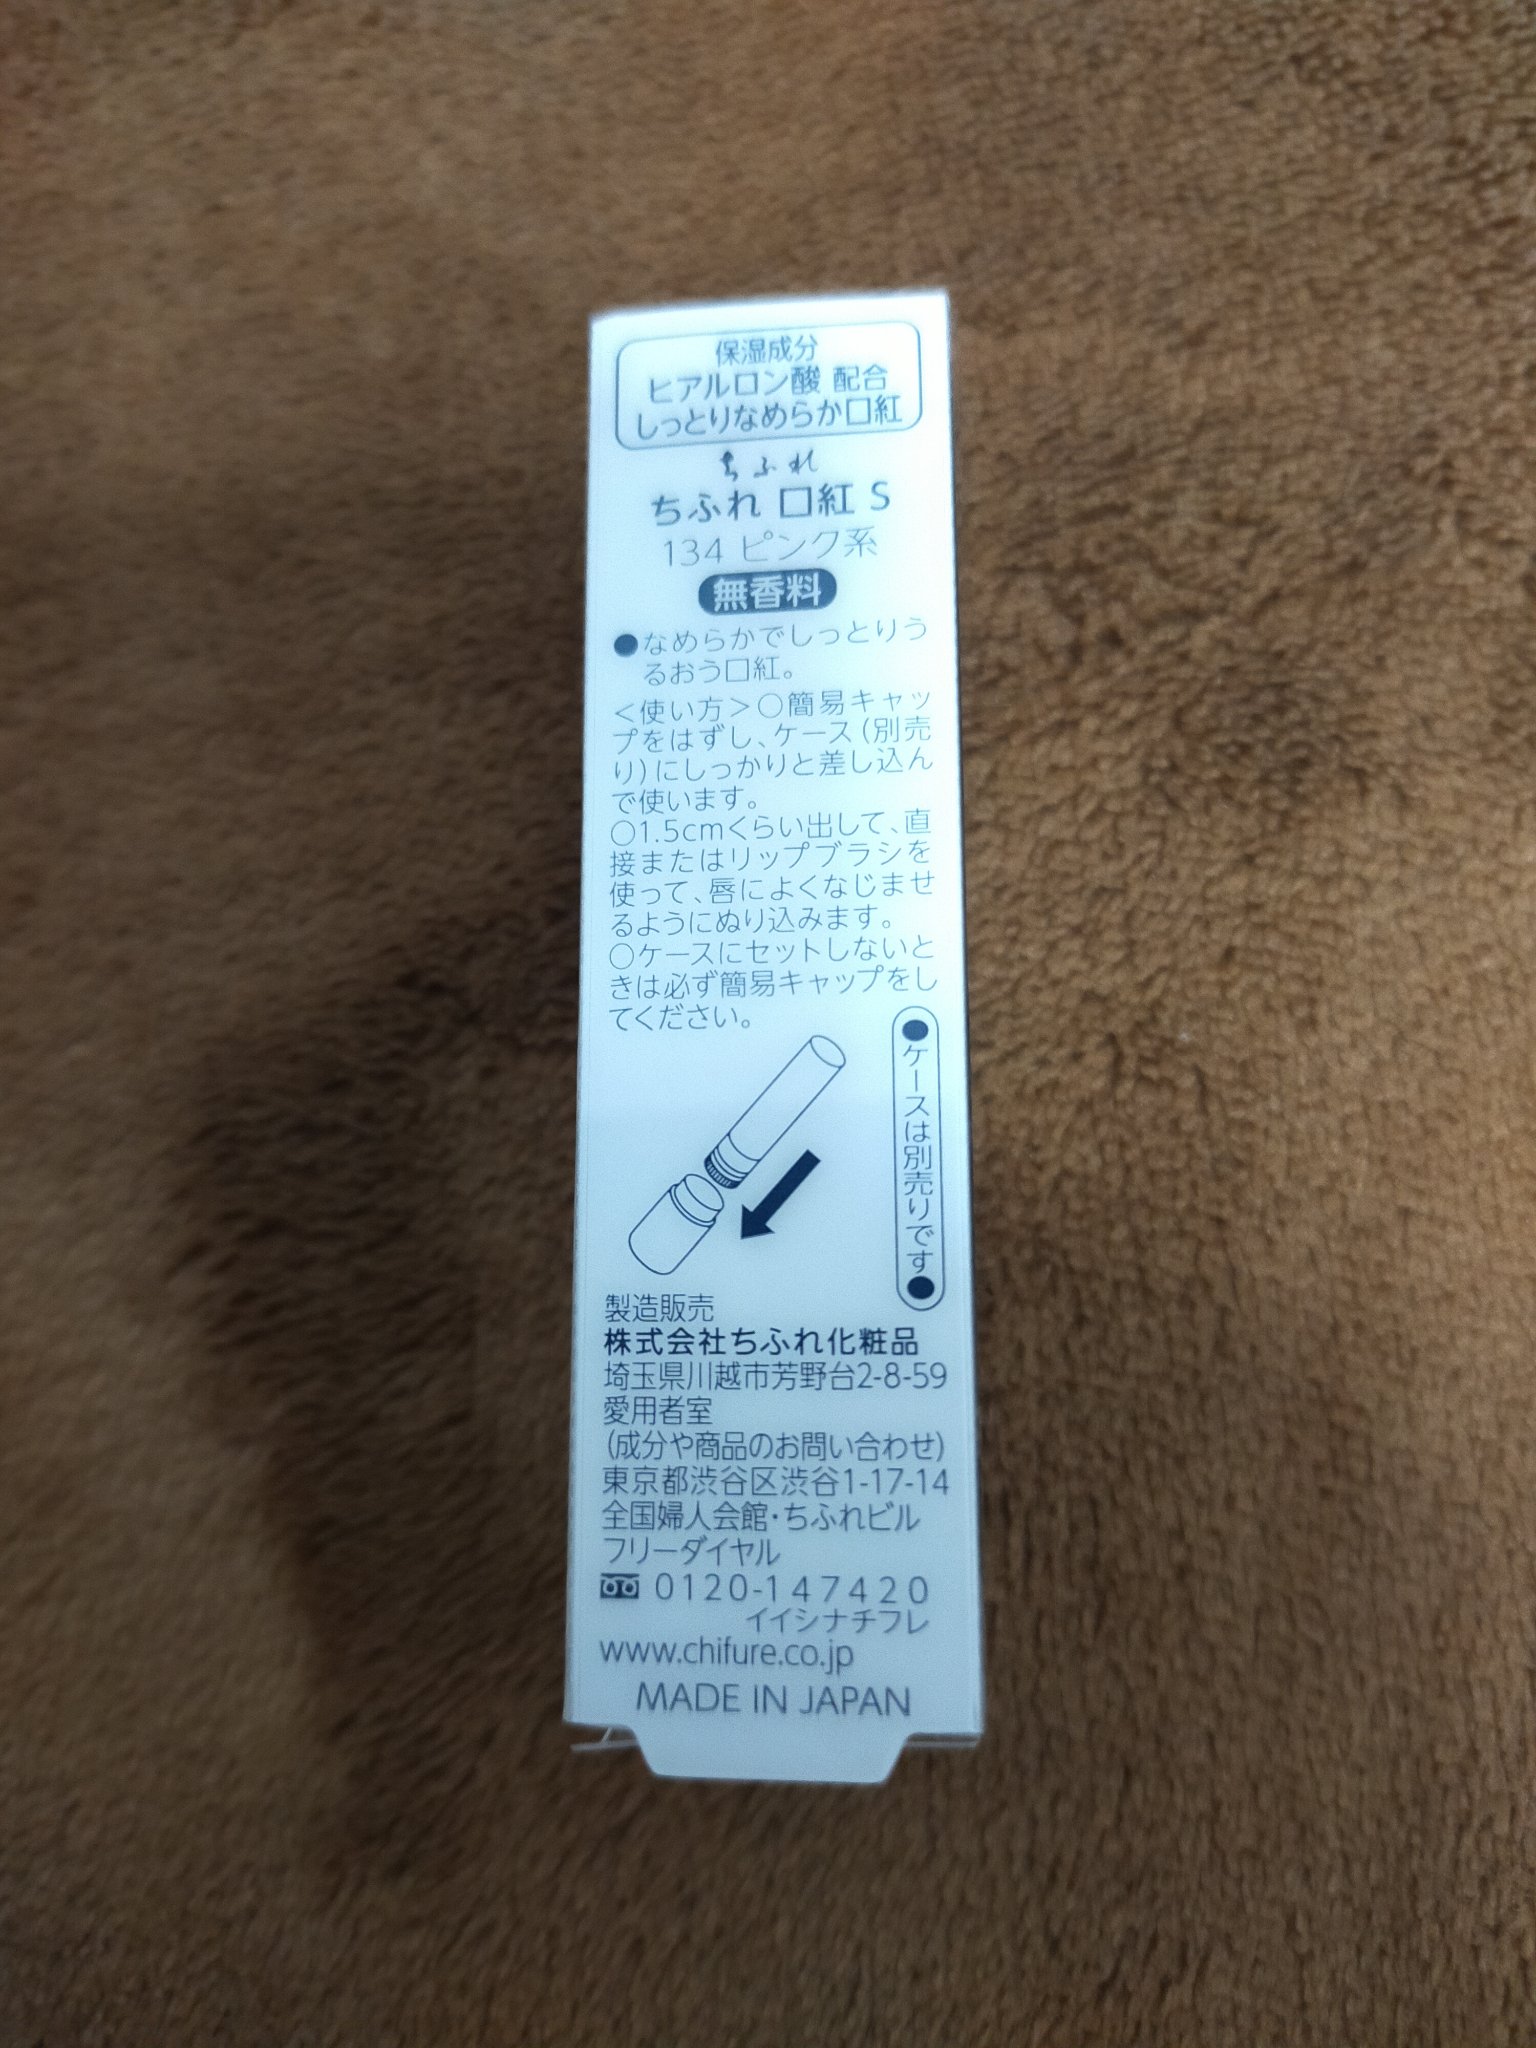 保湿成分
ヒアルロン酸 配合
しっとりなめらか口紅
ちふれ
ちふれ 口紅 S
134 ピンク系
無香料
●なめらかでしっとりう
るおう口紅。
＜使い方＞○簡易キャッ
プをはずし、ケース（別売
り）にしっかりと差し込ん
で使います。
○1.5cmくらい出して、直
接またはリップブラシを
使って、唇によくなじませ
るようにぬり込みます。
○ケースにセットしないと
きは必ず簡易キャップをし
てください。
●ケースは別売りです●
製造販売
株式会社ちふれ化粧品
埼玉県川越市芳野台2-8-59
愛用者室
(成分や商品のお問い合わせ)
東京都渋谷区渋谷1-17-14
全国婦人会館・ちふれビル
フリーダイヤル
0120-147420
イイシナチフレ
www.chifure.co.jp
MADE IN JAPAN